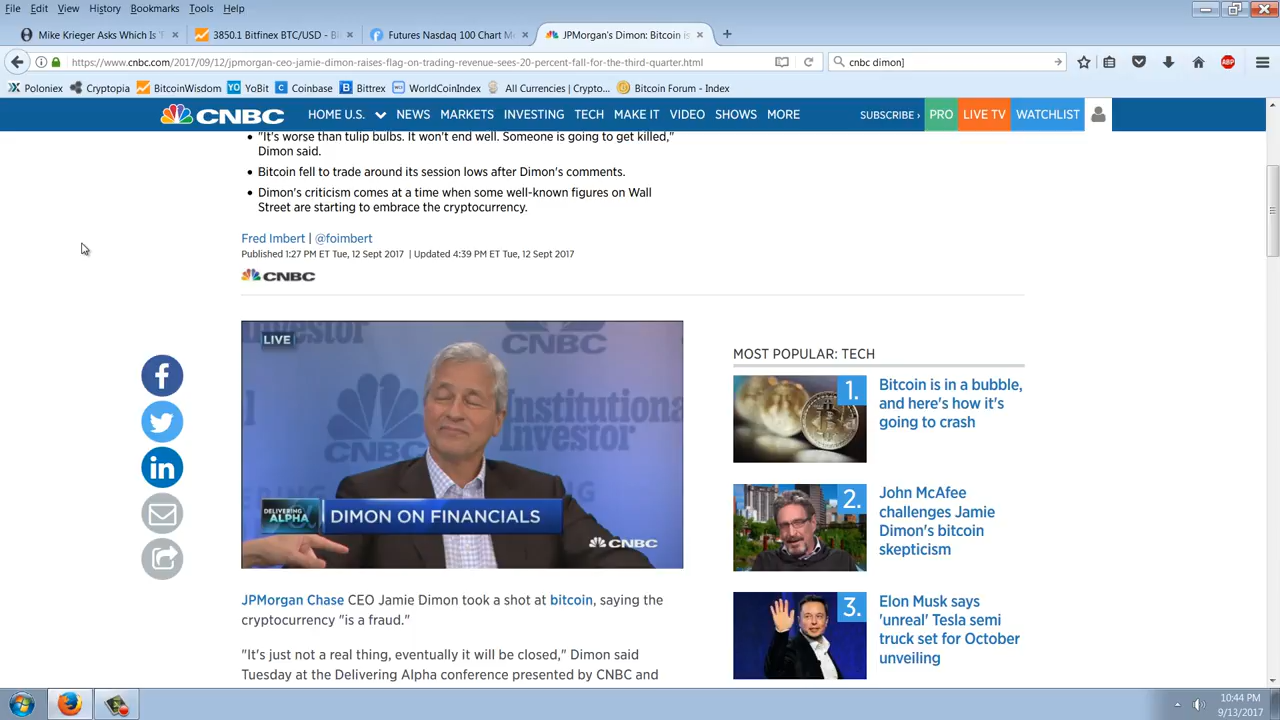 File Edit View History Bookmarks Tools Help
Mike Krieger Asks Which Is ' × 3850.1 Bitfinex BTC/USD - B × Futures Nasdaq 100 Chart M × JPMorgan's Dimon: Bitcoin is × +
https://www.cnbc.com/2017/09/12/jpmorgan-ceo-jamie-dimon-raises-flag-on-trading-revenue-sees-20-percent-fall-for-the-third-quarter.html cnbc dimon] ABP
Poloniex Cryptopia BitcoinWisdom YO YoBit C Coinbase B Bittrex WorldCoinIndex All Currencies | Crypto... Bitcoin Forum - Index
CNBC HOME U.S. NEWS MARKETS INVESTING TECH MAKE IT VIDEO SHOWS MORE SUBSCRIBE › PRO LIVE TV WATCHLIST
• "It's worse than tulip bulbs. It won't end well. Someone is going to get killed,"
Dimon said.
• Bitcoin fell to trade around its session lows after Dimon's comments.
• Dimon's criticism comes at a time when some well-known figures on Wall
Street are starting to embrace the cryptocurrency.
Fred Imbert | @foimbert
Published 1:27 PM ET Tue, 12 Sept 2017 | Updated 4:39 PM ET Tue, 12 Sept 2017
CNBC
LIVE
CNBC
Institutional
Investor
CNBC
DELIVERING
ALPHA
DIMON ON FINANCIALS
CNBC
JPMorgan Chase CEO Jamie Dimon took a shot at bitcoin, saying the
cryptocurrency "is a fraud."
"It's just not a real thing, eventually it will be closed," Dimon said
Tuesday at the Delivering Alpha conference presented by CNBC and
MOST POPULAR: TECH
1.
Bitcoin is in a bubble,
and here's how it's
going to crash
2.
John McAfee
challenges Jamie
Dimon's bitcoin
skepticism
3.
Elon Musk says
'unreal' Tesla semi
truck set for October
unveiling
f
in
10:44 PM
9/13/2017